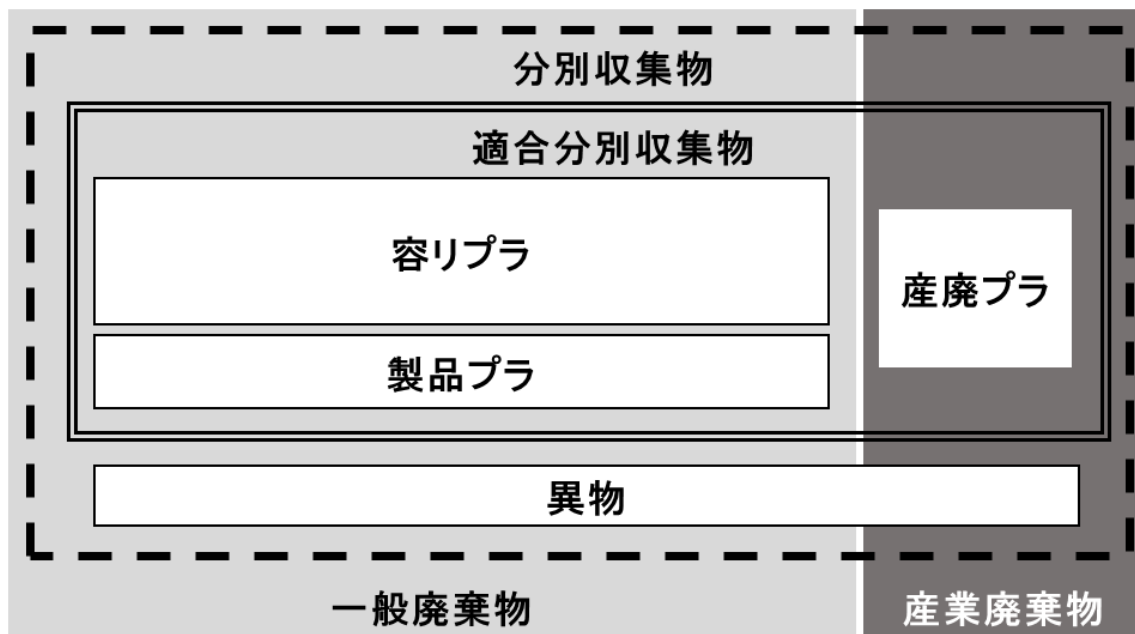 分別収集物
適合分別収集物
容リプラ
産廃プラ
製品プラ
異物
一般廃棄物
産業廃棄物